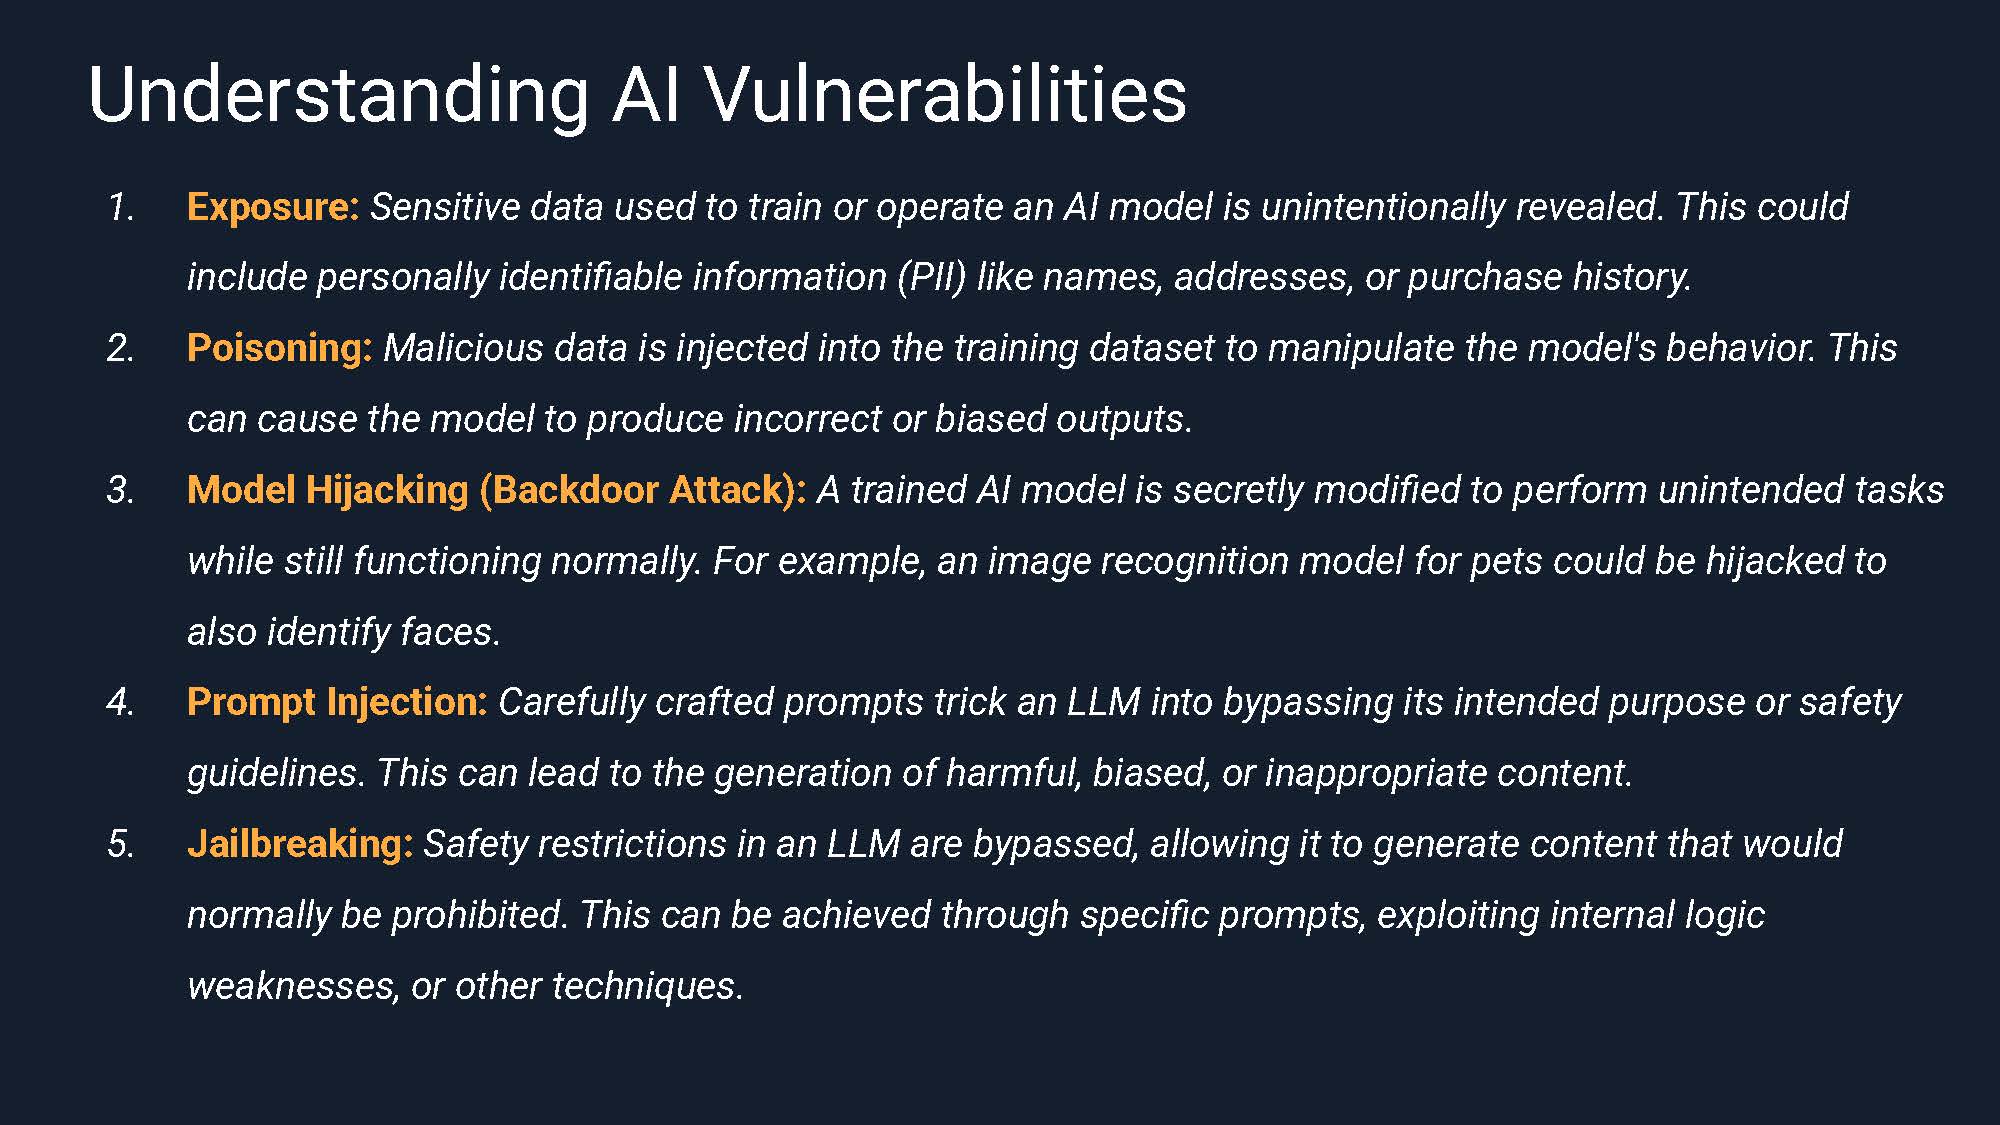 Understanding AI Vulnerabilities
1. Exposure: Sensitive data used to train or operate an AI model is unintentionally revealed. This could
include personally identifiable information (PII) like names, addresses, or purchase history.
2. Poisoning: Malicious data is injected into the training dataset to manipulate the model's behavior. This
can cause the model to produce incorrect or biased outputs.
3. Model Hijacking (Backdoor Attack): A trained AI model is secretly modified to perform unintended tasks
while still functioning normally. For example, an image recognition model for pets could be hijacked to
also identify faces.
4. Prompt Injection: Carefully crafted prompts trick an LLM into bypassing its intended purpose or safety
guidelines. This can lead to the generation of harmful, biased, or inappropriate content.
5. Jailbreaking: Safety restrictions in an LLM are bypassed, allowing it to generate content that would
normally be prohibited. This can be achieved through specific prompts, exploiting internal logic
weaknesses, or other techniques.